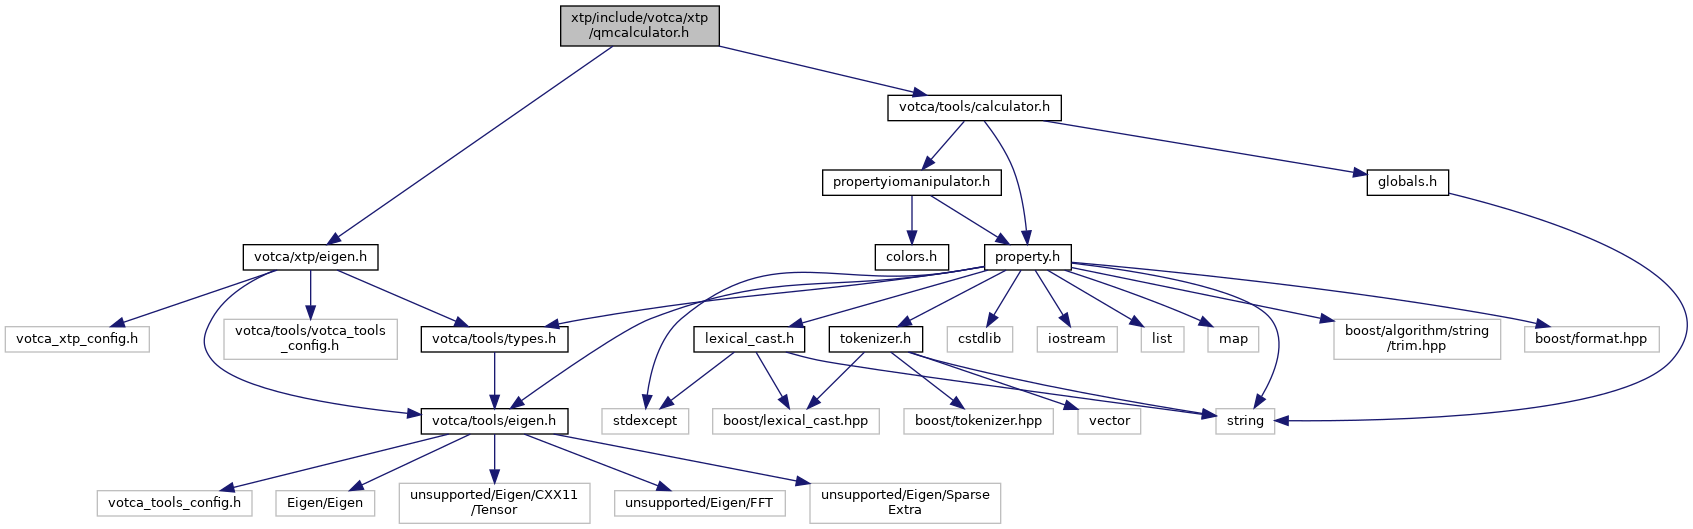 xtp/include/votca/xtp
/qmcalculator.h
votca/tools/calculator.h
propertyiomanipulator.h
globals.h
votca/xtp/eigen.h
colors.h
property.h
votca_xtp_config.h
votca/tools/votca_tools
_config.h
votca/tools/types.h
lexical_cast.h
tokenizer.h
cstdlib
iostream
list
map
boost/algorithm/string
/trim.hpp
boost/format.hpp
votca/tools/eigen.h
stdexcept
boost/lexical_cast.hpp
boost/tokenizer.hpp
vector
string
votca_tools_config.h
Eigen/Eigen
unsupported/Eigen/CXX11
/Tensor
unsupported/Eigen/FFT
unsupported/Eigen/Sparse
Extra